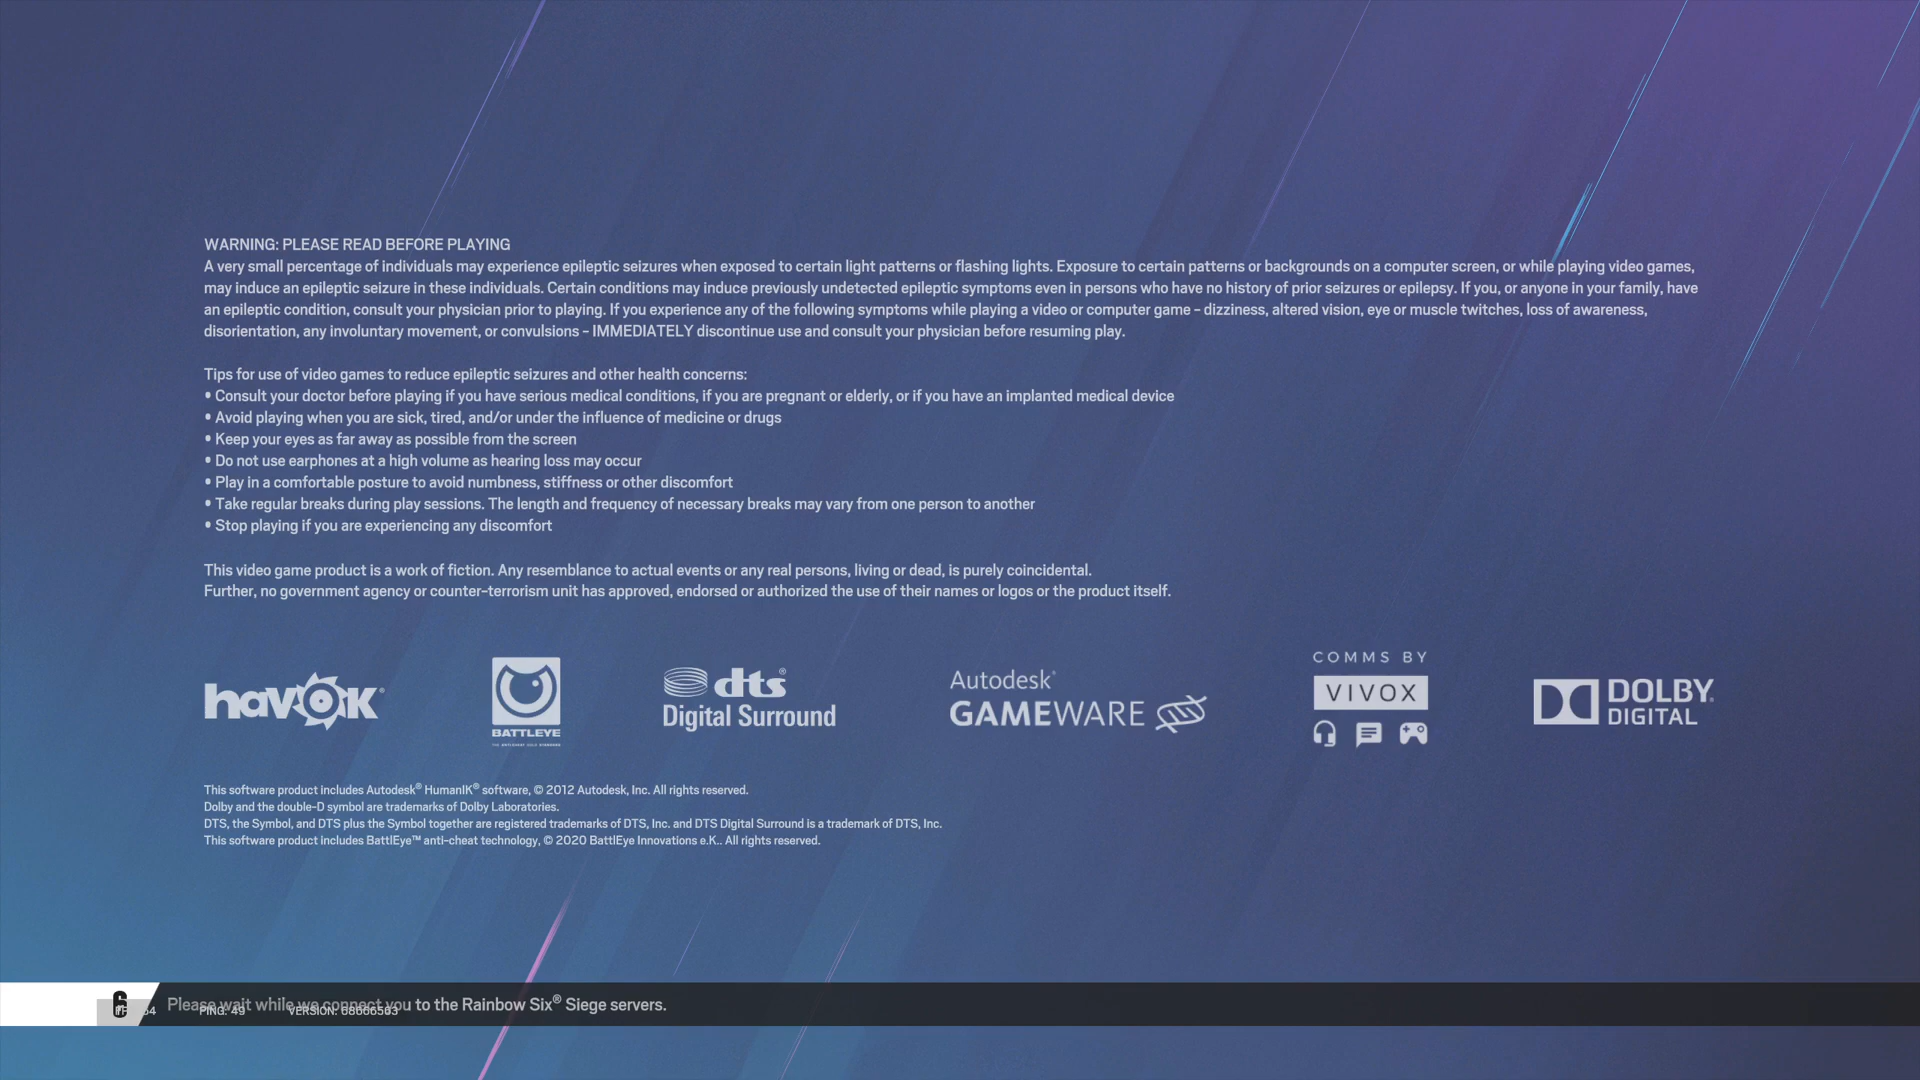 WARNING: PLEASE READ BEFORE PLAYING
A very small percentage of individuals may experience epileptic seizures when exposed to certain light patterns or flashing lights. Exposure to certain patterns or backgrounds on a computer screen, or while playing video games,
may induce an epileptic seizure in these individuals. Certain conditions may induce previously undetected epileptic symptoms even in persons who have no history of prior seizures or epilepsy. If you, or anyone in your family, have
an epileptic condition, consult your physician prior to playing. If you experience any of the following symptoms while playing a video or computer game - dizziness, altered vision, eye or muscle twitches, loss of awareness,
disorientation, any involuntary movement, or convulsions - IMMEDIATELY discontinue use and consult your physician before resuming play.
Tips for use of video games to reduce epileptic seizures and other health concerns:
• Consult your doctor before playing if you have serious medical conditions, if you are pregnant or elderly, or if you have an implanted medical device
• Avoid playing when you are sick, tired, and/or under the influence of medicine or drugs
• Keep your eyes as far away as possible from the screen
• Do not use earphones at a high volume as hearing loss may occur
• Play in a comfortable posture to avoid numbness, stiffness or other discomfort
• Take regular breaks during play sessions. The length and frequency of necessary breaks may vary from one person to another
• Stop playing if you are experiencing any discomfort
This video game product is a work of fiction. Any resemblance to actual events or any real persons, living or dead, is purely coincidental.
Further, no government agency or counter-terrorism unit has approved, endorsed or authorized the use of their names or logos or the product itself.
havok®
BATTLEYE
dts®
Digital Surround
Autodesk®
GAMEWARE
COMMS BY
VIVOX
DOLBY®
DIGITAL
This software product includes Autodesk® HumanIK® software, © 2012 Autodesk, Inc. All rights reserved.
Dolby and the double-D symbol are trademarks of Dolby Laboratories.
DTS, the Symbol, and DTS plus the Symbol together are registered trademarks of DTS, Inc. and DTS Digital Surround is a trademark of DTS, Inc.
This software product includes BattlEye™ anti-cheat technology, © 2020 BattlEye Innovations e.K.. All rights reserved.
6
Please wait while we connect you to the Rainbow Six® Siege servers.
PING: 49
VERSION: